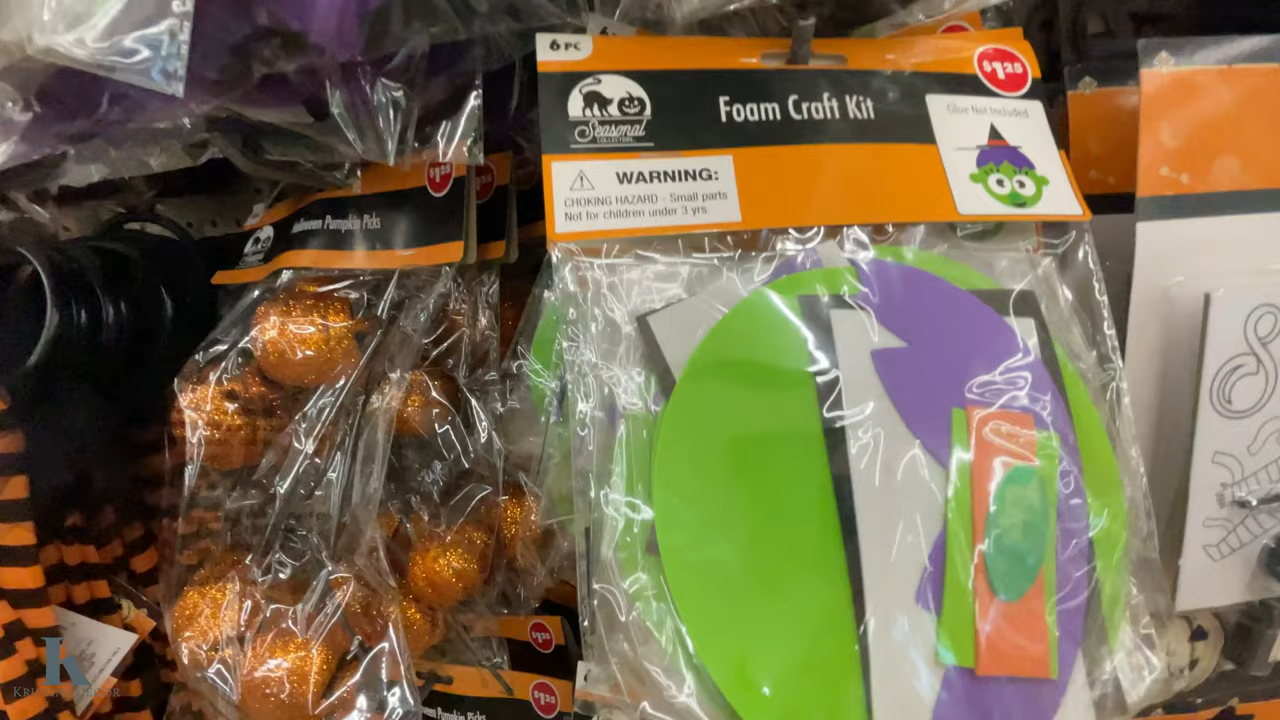 6 PC
$1.25
Foam Craft Kit
Glue Not Included
Seasonal
COLLECTION
WARNING:
CHOKING HAZARD - Small parts
Not for children under 3 yrs
$1.25
Pumpkin Picks
$1.25
$1.25
Pumpkin Picks
K